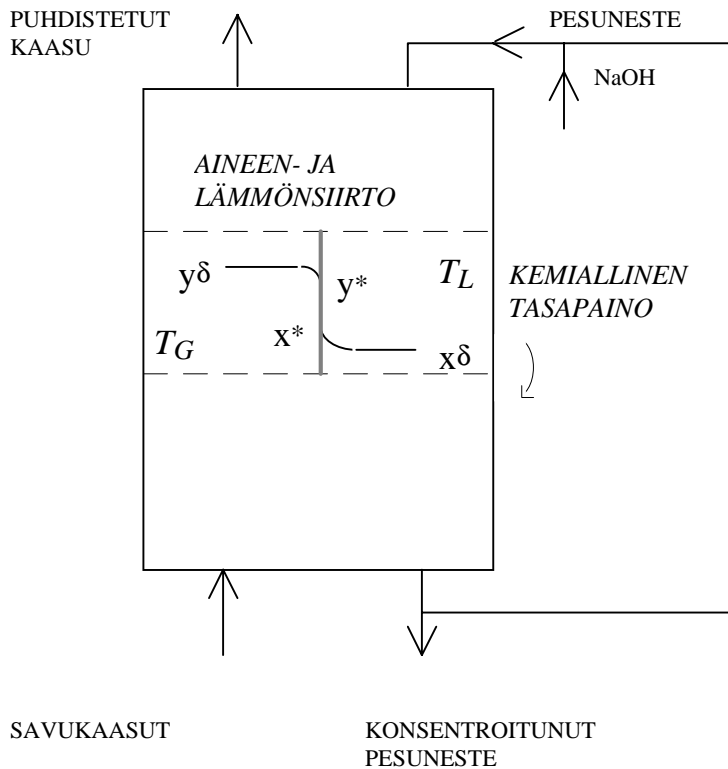 PUHDISTETUT
KAASU
PESUNESTE
NaOH
AINEEN- JA
LÄMMÖNSIIRTO
yδ
y*
T_L
KEMIALLINEN
TASAPAINO
T_G
x*
xδ
SAVUKAASUT
KONSENTROITUNUT
PESUNESTE